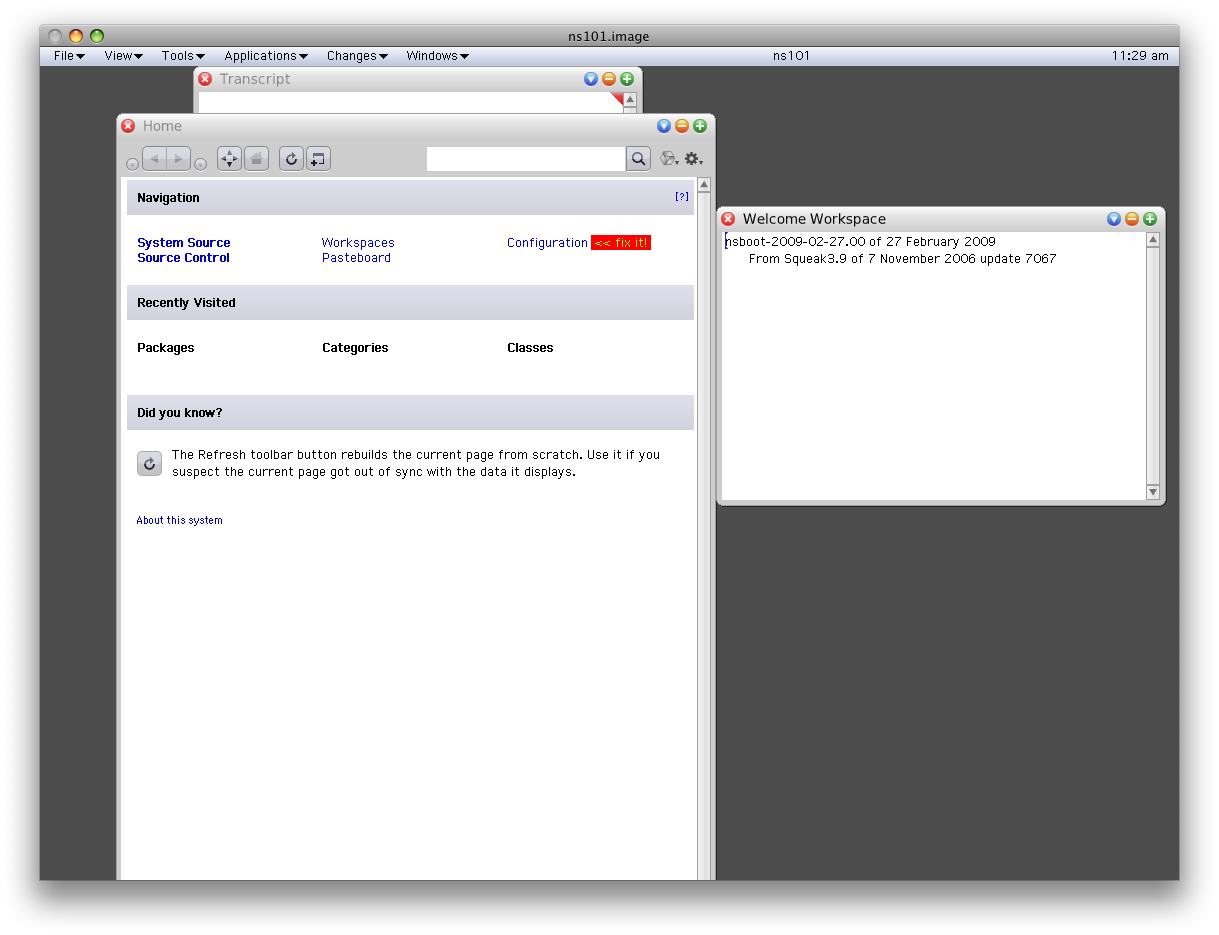 ns101.image
File View Tools Applications Changes Windows ns101 11:29 am
Transcript
Home
Navigation [?]
System Source Workspaces Configuration << fix it!
Source Control Pasteboard
Recently Visited
Packages Categories Classes
Did you know?
The Refresh toolbar button rebuilds the current page from scratch. Use it if you
suspect the current page got out of sync with the data it displays.
About this system
Welcome Workspace
nsboot-2009-02-27.00 of 27 February 2009
From Squeak3.9 of 7 November 2006 update 7067